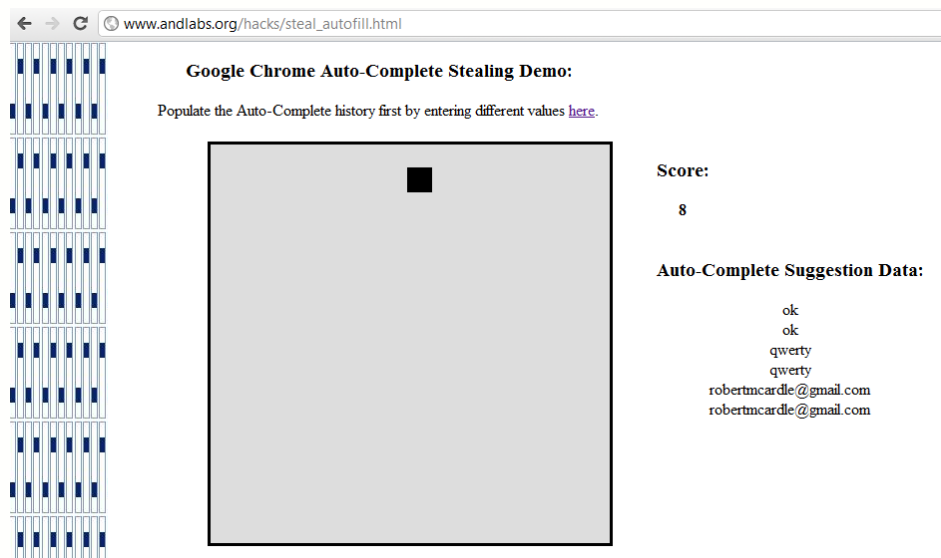 www.andlabs.org/hacks/steal_autofill.html
Google Chrome Auto-Complete Stealing Demo:
Populate the Auto-Complete history first by entering different values here.
Score:
8
Auto-Complete Suggestion Data:
ok
ok
qwerty
qwerty
robertmcardle@gmail.com
robertmcardle@gmail.com